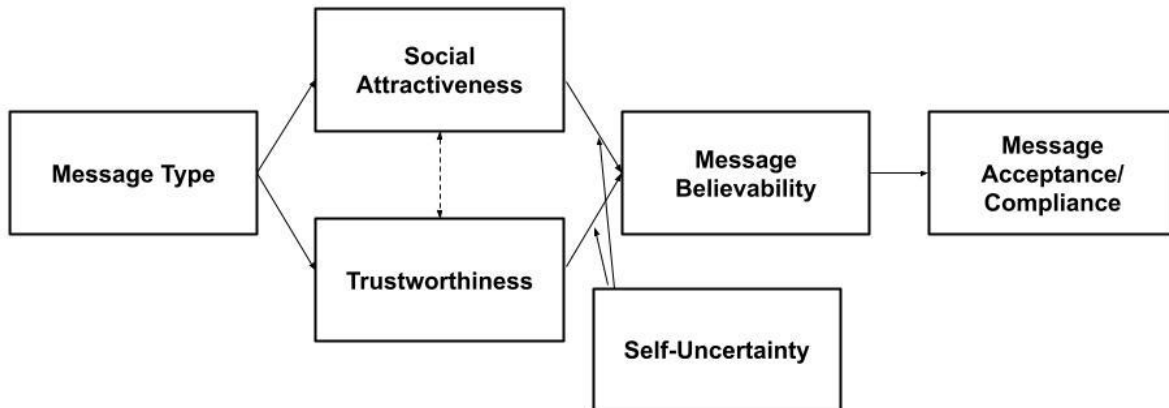 Message Type
Social
Attractiveness
Trustworthiness
Message
Believability
Self-Uncertainty
Message
Acceptance/
Compliance